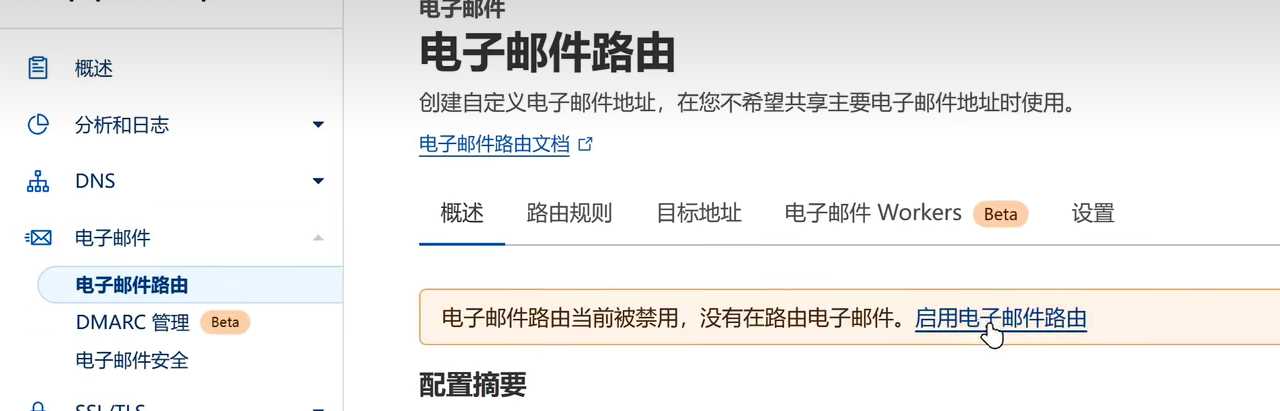 电子邮件
电子邮件路由
创建自定义电子邮件地址，在您不希望共享主要电子邮件地址时使用。
电子邮件路由文档
概述
分析和日志
DNS
电子邮件
电子邮件路由
DMARC 管理 Beta
电子邮件安全
SSL/TLS
概述 路由规则 目标地址 电子邮件 Workers Beta 设置
电子邮件路由当前被禁用，没有在路由电子邮件。启用电子邮件路由
配置摘要